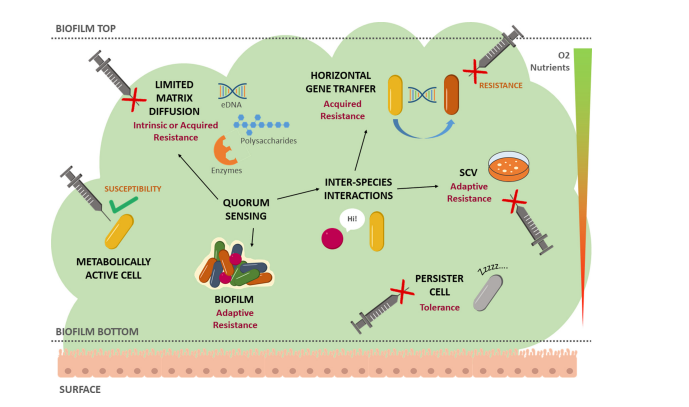 BIOFILM TOP
O2
Nutrients
LIMITED
MATRIX
DIFFUSION
Intrinsic or Acquired
Resistance
eDNA
Polysaccharides
Enzymes
HORIZONTAL
GENE TRANFER
Acquired
Resistance
RESISTANCE
SUSCEPTIBILITY
METABOLICALLY
ACTIVE CELL
QUORUM
SENSING
INTER-SPECIES
INTERACTIONS
Hi!
SCV
Adaptive
Resistance
BIOFILM
Adaptive
Resistance
PERSISTER
CELL
Tolerance
Zzzzz....
BIOFILM BOTTOM
SURFACE